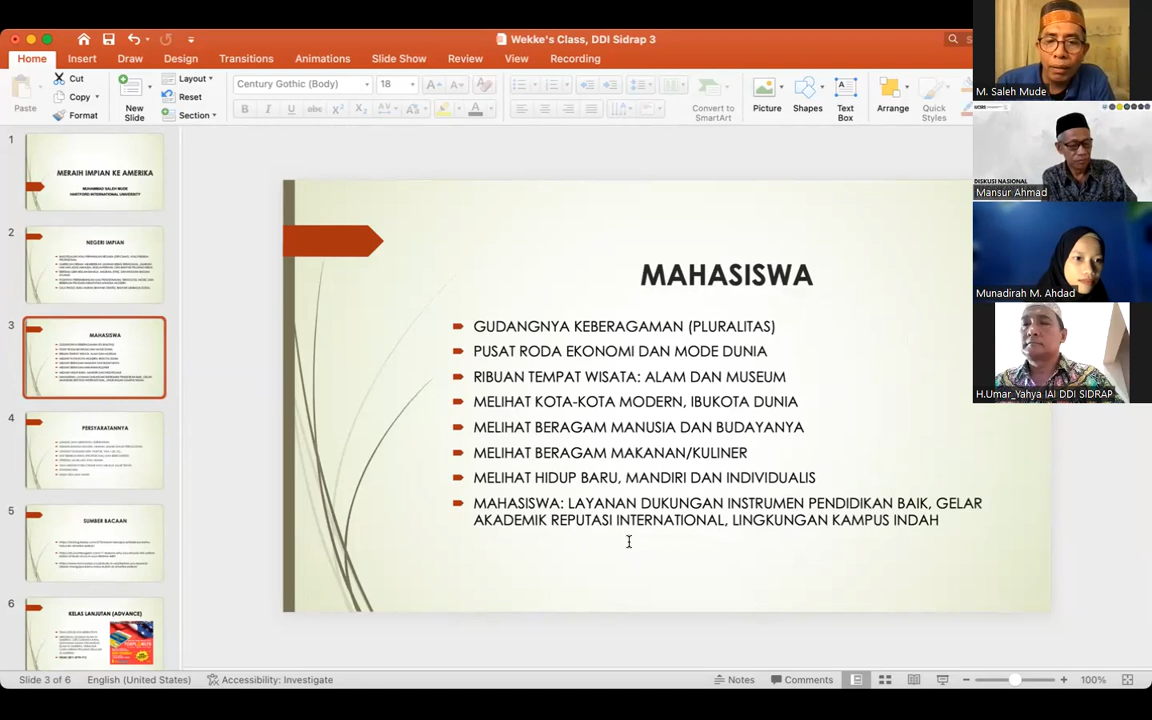 Wekke's Class, DDI Sidrap 3
Home Insert Draw Design Transitions Animations Slide Show Review View Recording
Paste
Cut
Copy
Format
New Slide
Layout
Reset
Section
Century Gothic (Body) 18
Convert to SmartArt
Picture
Shapes
Text Box
Arrange
Quick Styles
1
MERAIH IMPIAN KE AMERIKA
MUHAMMAD SALEH MUDE
HARTFORD INTERNATIONAL UNIVERSITY
2
NEGERI IMPIAN
3
MAHASISWA
4
PERSYARATANNYA
5
SUMBER BACAAN
6
KELAS LANJUTAN (ADVANCE)
MAHASISWA
GUDANGNYA KEBERAGAMAN (PLURALITAS)
PUSAT RODA EKONOMI DAN MODE DUNIA
RIBUAN TEMPAT WISATA: ALAM DAN MUSEUM
MELIHAT KOTA-KOTA MODERN, IBUKOTA DUNIA
MELIHAT BERAGAM MANUSIA DAN BUDAYANYA
MELIHAT BERAGAM MAKANAN/KULINER
MELIHAT HIDUP BARU, MANDIRI DAN INDIVIDUALIS
MAHASISWA: LAYANAN DUKUNGAN INSTRUMEN PENDIDIKAN BAIK, GELAR
AKADEMIK REPUTASI INTERNATIONAL, LINGKUNGAN KAMPUS INDAH
M. Saleh Mude
DISKUSI NASIONAL
Mansur Ahmad
Munadirah M. Ahdad
H.Umar_Yahya IAI DDI SIDRAP
Slide 3 of 6
English (United States)
Accessibility: Investigate
Notes
Comments
100%